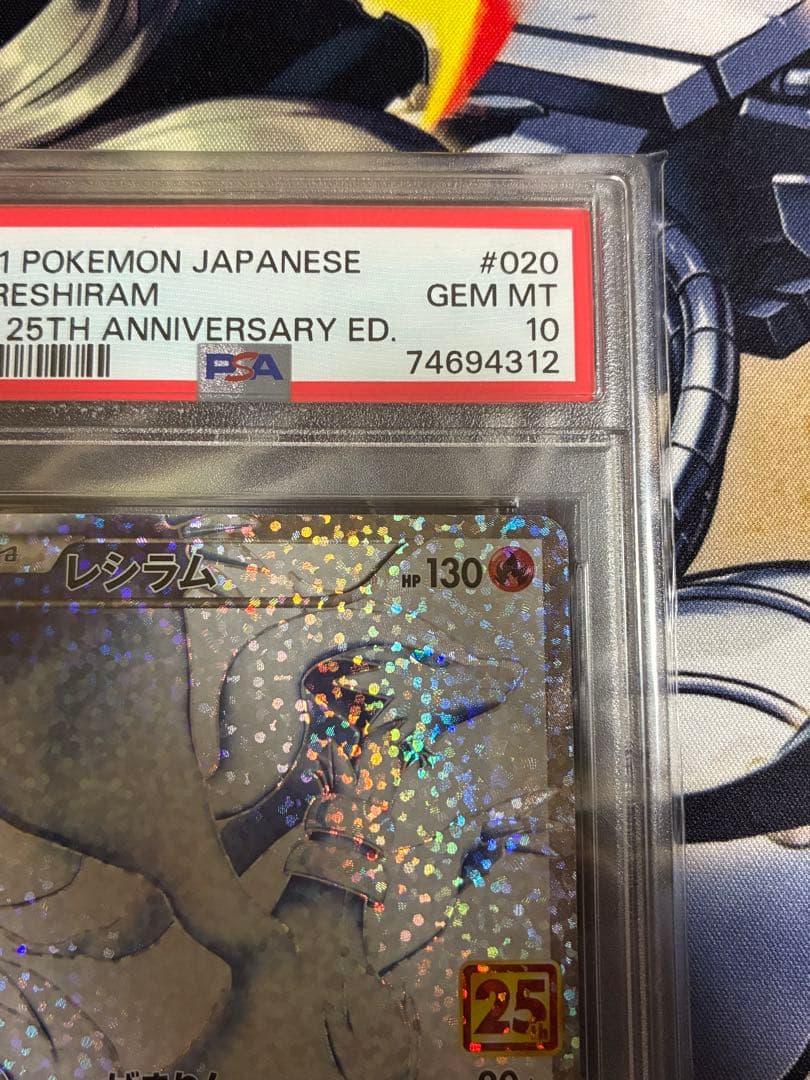 1 POKEMON JAPANESE #020
RESHIRAM GEM MT
25TH ANNIVERSARY ED. 10
PSA 74694312
レシラム HP 130
25